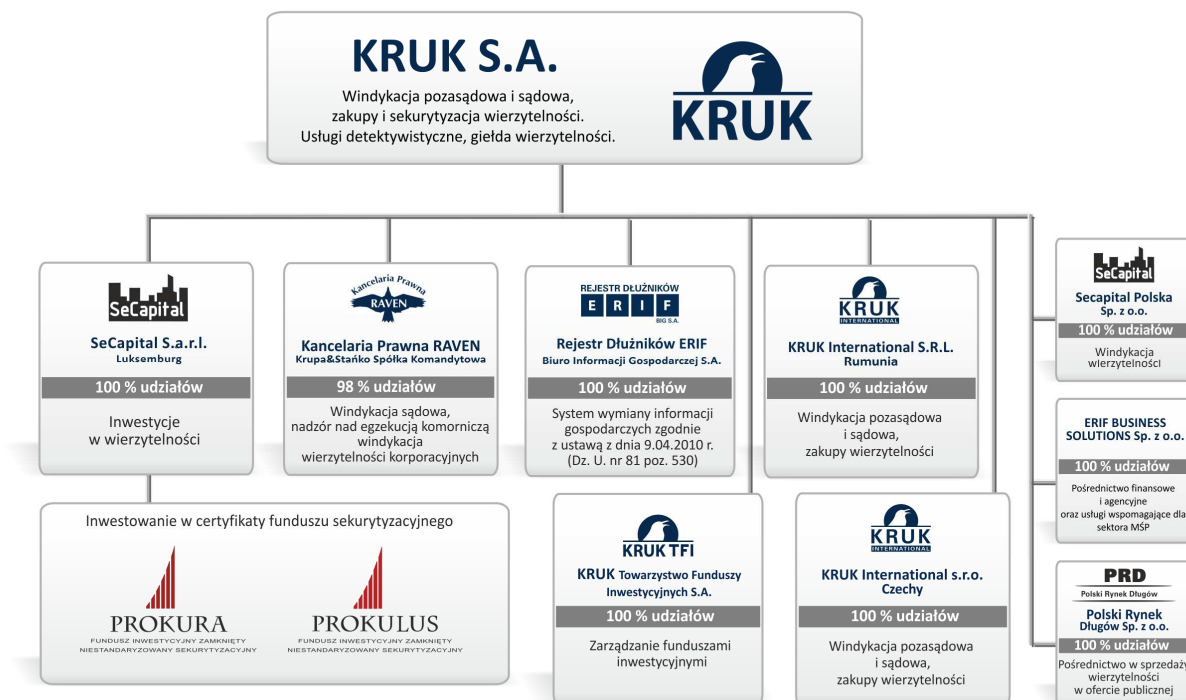 KRUK S.A.
Windykacja pozasądowa i sądowa,
zakupy i sekurytyzacja wierzytelności.
Usługi detektywistyczne, giełda wierzytelności.
KRUK
SeCapital
SeCapital S.a.r.l.
Luksemburg
100 % udziałów
Inwestycje
w wierzytelności
Kancelaria Prawna
RAVEN
Kancelaria Prawna RAVEN
Krupa&Stańko Spółka Komandytowa
98 % udziałów
Windykacja sądowa,
nadzór nad egzekucją komorniczą
windykacja
wierzytelności korporacyjnych
REJESTR DŁUŻNIKÓW
ERIF
BIG S.A.
Rejestr Dłużników ERIF
Biuro Informacji Gospodarczej S.A.
100 % udziałów
System wymiany informacji
gospodarczych zgodnie
z ustawą z dnia 9.04.2010 r.
(Dz. U. nr 81 poz. 530)
KRUK
INTERNATIONAL
KRUK International S.R.L.
Rumunia
100 % udziałów
Windykacja pozasądowa
i sądowa,
zakupy wierzytelności
SeCapital
Secapital Polska
Sp. z o.o.
100 % udziałów
Windykacja
wierzytelności
ERIF BUSINESS
SOLUTIONS Sp. z o.o.
100 % udziałów
Pośrednictwo finansowe
i agencyjne
oraz usługi wspomagające dla
sektora MŚP
Inwestowanie w certyfikaty funduszu sekurytyzacyjnego
PROKURA
FUNDUSZ INWESTYCYJNY ZAMKNIĘTY
NIESTANDARYZOWANY SEKURYTYZACYJNY
PROKULUS
FUNDUSZ INWESTYCYJNY ZAMKNIĘTY
NIESTANDARYZOWANY SEKURYTYZACYJNY
KRUK TFI
KRUK Towarzystwo Funduszy
Inwestycyjnych S.A.
100 % udziałów
Zarządzanie funduszami
inwestycyjnymi
KRUK
INTERNATIONAL
KRUK International s.r.o.
Czechy
100 % udziałów
Windykacja pozasądowa
i sądowa,
zakupy wierzytelności
PRD
Polski Rynek Długów
Polski Rynek
Długów Sp. z o.o.
100 % udziałów
Pośrednictwo w sprzedaży
wierzytelności
w ofercie publicznej